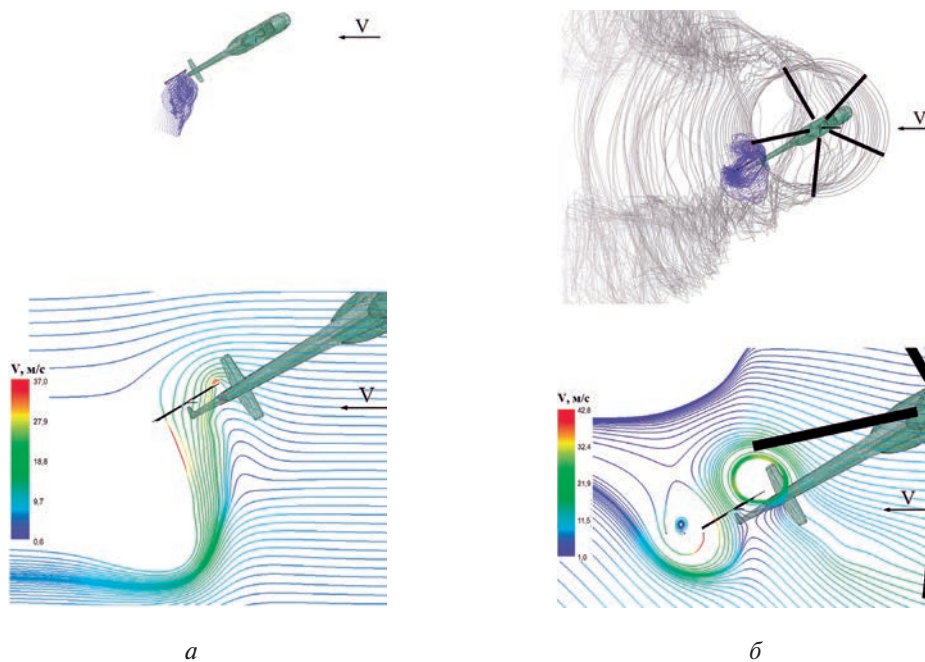 V
V
V, м/с
37,0
27,9
18,8
9,7
0,6
V
V, м/с
42,8
32,4
21,9
11,5
1,0
V
а
б